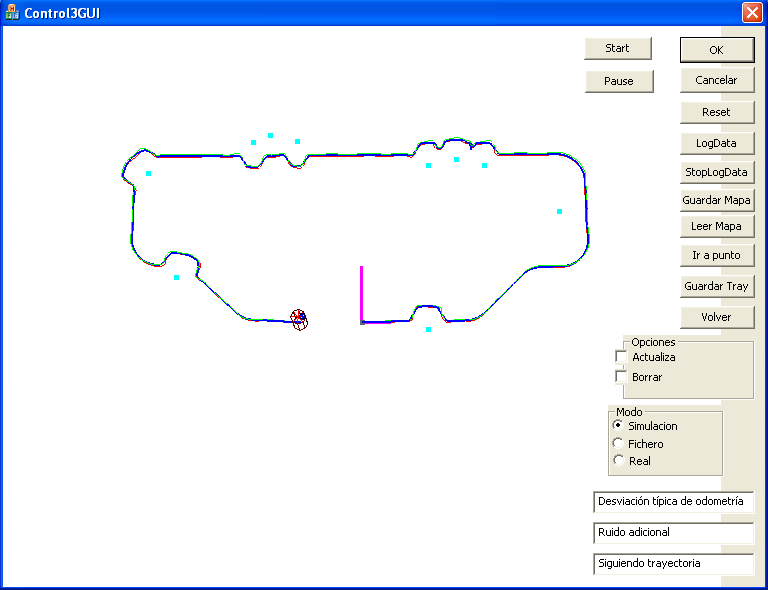 Control3GUI
Start
OK
Pause
Cancelar
Reset
LogData
StopLogData
Guardar Mapa
Leer Mapa
Ir a punto
Guardar Tray
Volver
Opciones
Actualiza
Borrar
Modo
Simulacion
Fichero
Real
Desviación típica de odometría
Ruido adicional
Siguiendo trayectoria